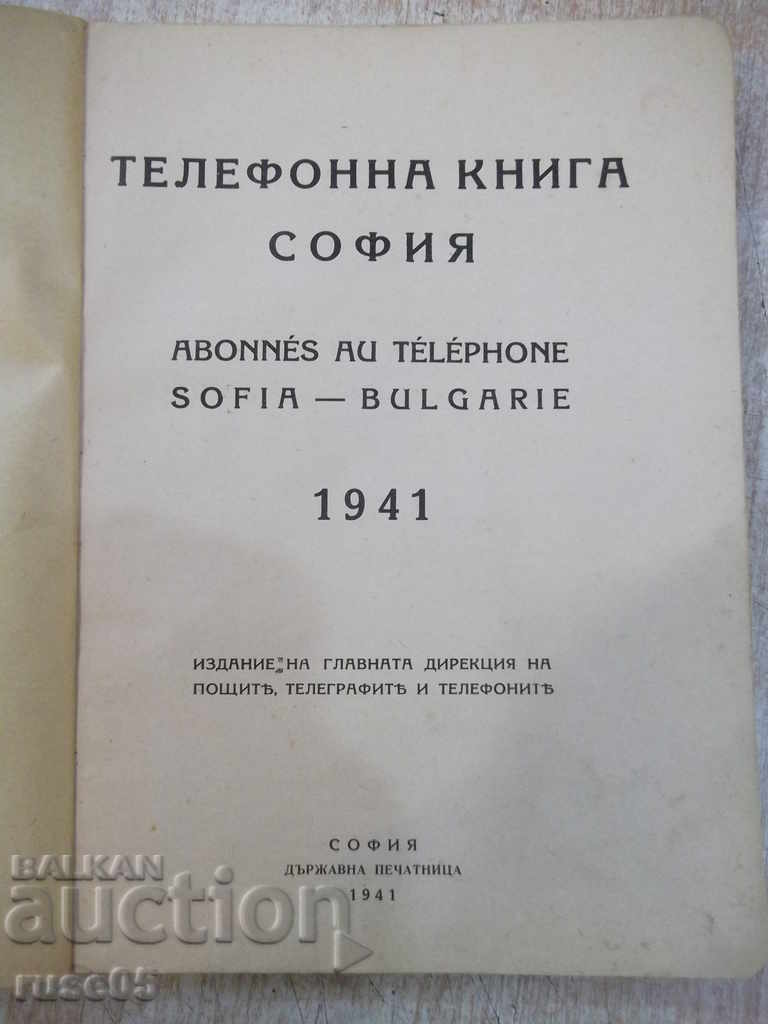 ТЕЛЕФОННА КНИГА
СОФИЯ
ABONNÉS AU TÉLÉPHONE
SOFIA — BULGARIE
1941
ИЗДАНИЕ НА ГЛАВНАТА ДИРЕКЦИЯ НА
ПОЩИТѢ, ТЕЛЕГРАФИТѢ И ТЕЛЕФОНИТѢ
СОФИЯ
ДЪРЖАВНА ПЕЧАТНИЦА
1941
BALKAN
auction
ruse05